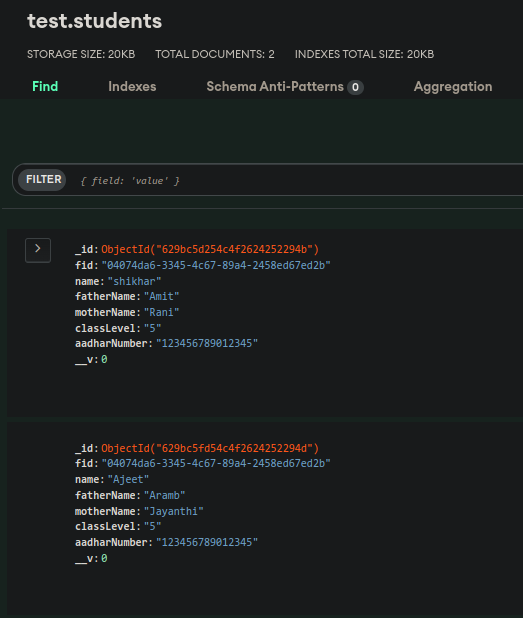 test.students
STORAGE SIZE: 20KB TOTAL DOCUMENTS: 2 INDEXES TOTAL SIZE: 20KB
Find Indexes Schema Anti-Patterns 0 Aggregation
FILTER { field: 'value' }
_id:ObjectId("629bc5d254c4f2624252294b")
fid:"04074da6-3345-4c67-89a4-2458ed67ed2b"
name:"shikhar"
fatherName:"Amit"
motherName:"Rani"
classLevel:"5"
aadharNumber:"123456789012345"
__v:0
_id:ObjectId("629bc5fd54c4f2624252294d")
fid:"04074da6-3345-4c67-89a4-2458ed67ed2b"
name:"Ajeet"
fatherName:"Aramb"
motherName:"Jayanthi"
classLevel:"5"
aadharNumber:"123456789012345"
__v:0